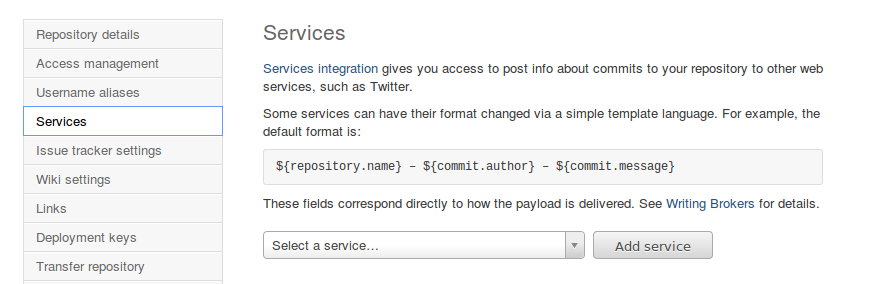 Repository details
Access management
Username aliases
Services
Issue tracker settings
Wiki settings
Links
Deployment keys
Transfer repository
Services
Services integration gives you access to post info about commits to your repository to other web
services, such as Twitter.
Some services can have their format changed via a simple template language. For example, the
default format is:
${repository.name} – ${commit.author} – ${commit.message}
These fields correspond directly to how the payload is delivered. See Writing Brokers for details.
Select a service…
Add service